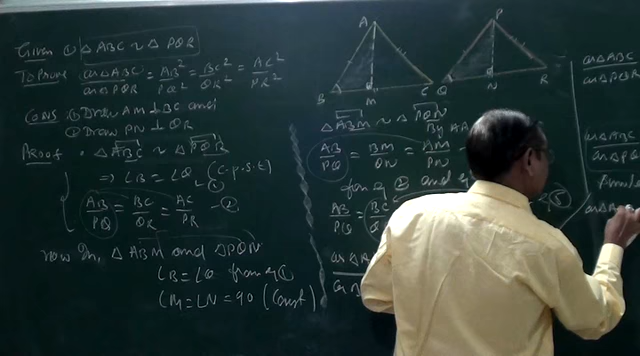 Given ① △ABC ~ △PQR
To Prove ar△ABC/ar△PQR = AB²/PQ² = BC²/QR² = AC²/PR²
Cons ① Draw AM ⊥ BC and
② Draw PN ⊥ QR
Proof . △ABC ~ △PQR
⇒ ∠B = ∠Q ① (c.p.s.t)
AB/PQ = BC/QR = AC/PR — ②
now In, △ABM and △PQN
∠B = ∠Q from eq ①
∠M = ∠N = 90 (Const)
A
B
M
C
P
Q
N
R
△ABM ~ △PQN
By AA
AB/PQ = BM/QN = AM/PN
from eq ② and
AB/PQ = BC/
⑤
ar△ABC/
ar△PQR
ar△ABC/
ar△PQR